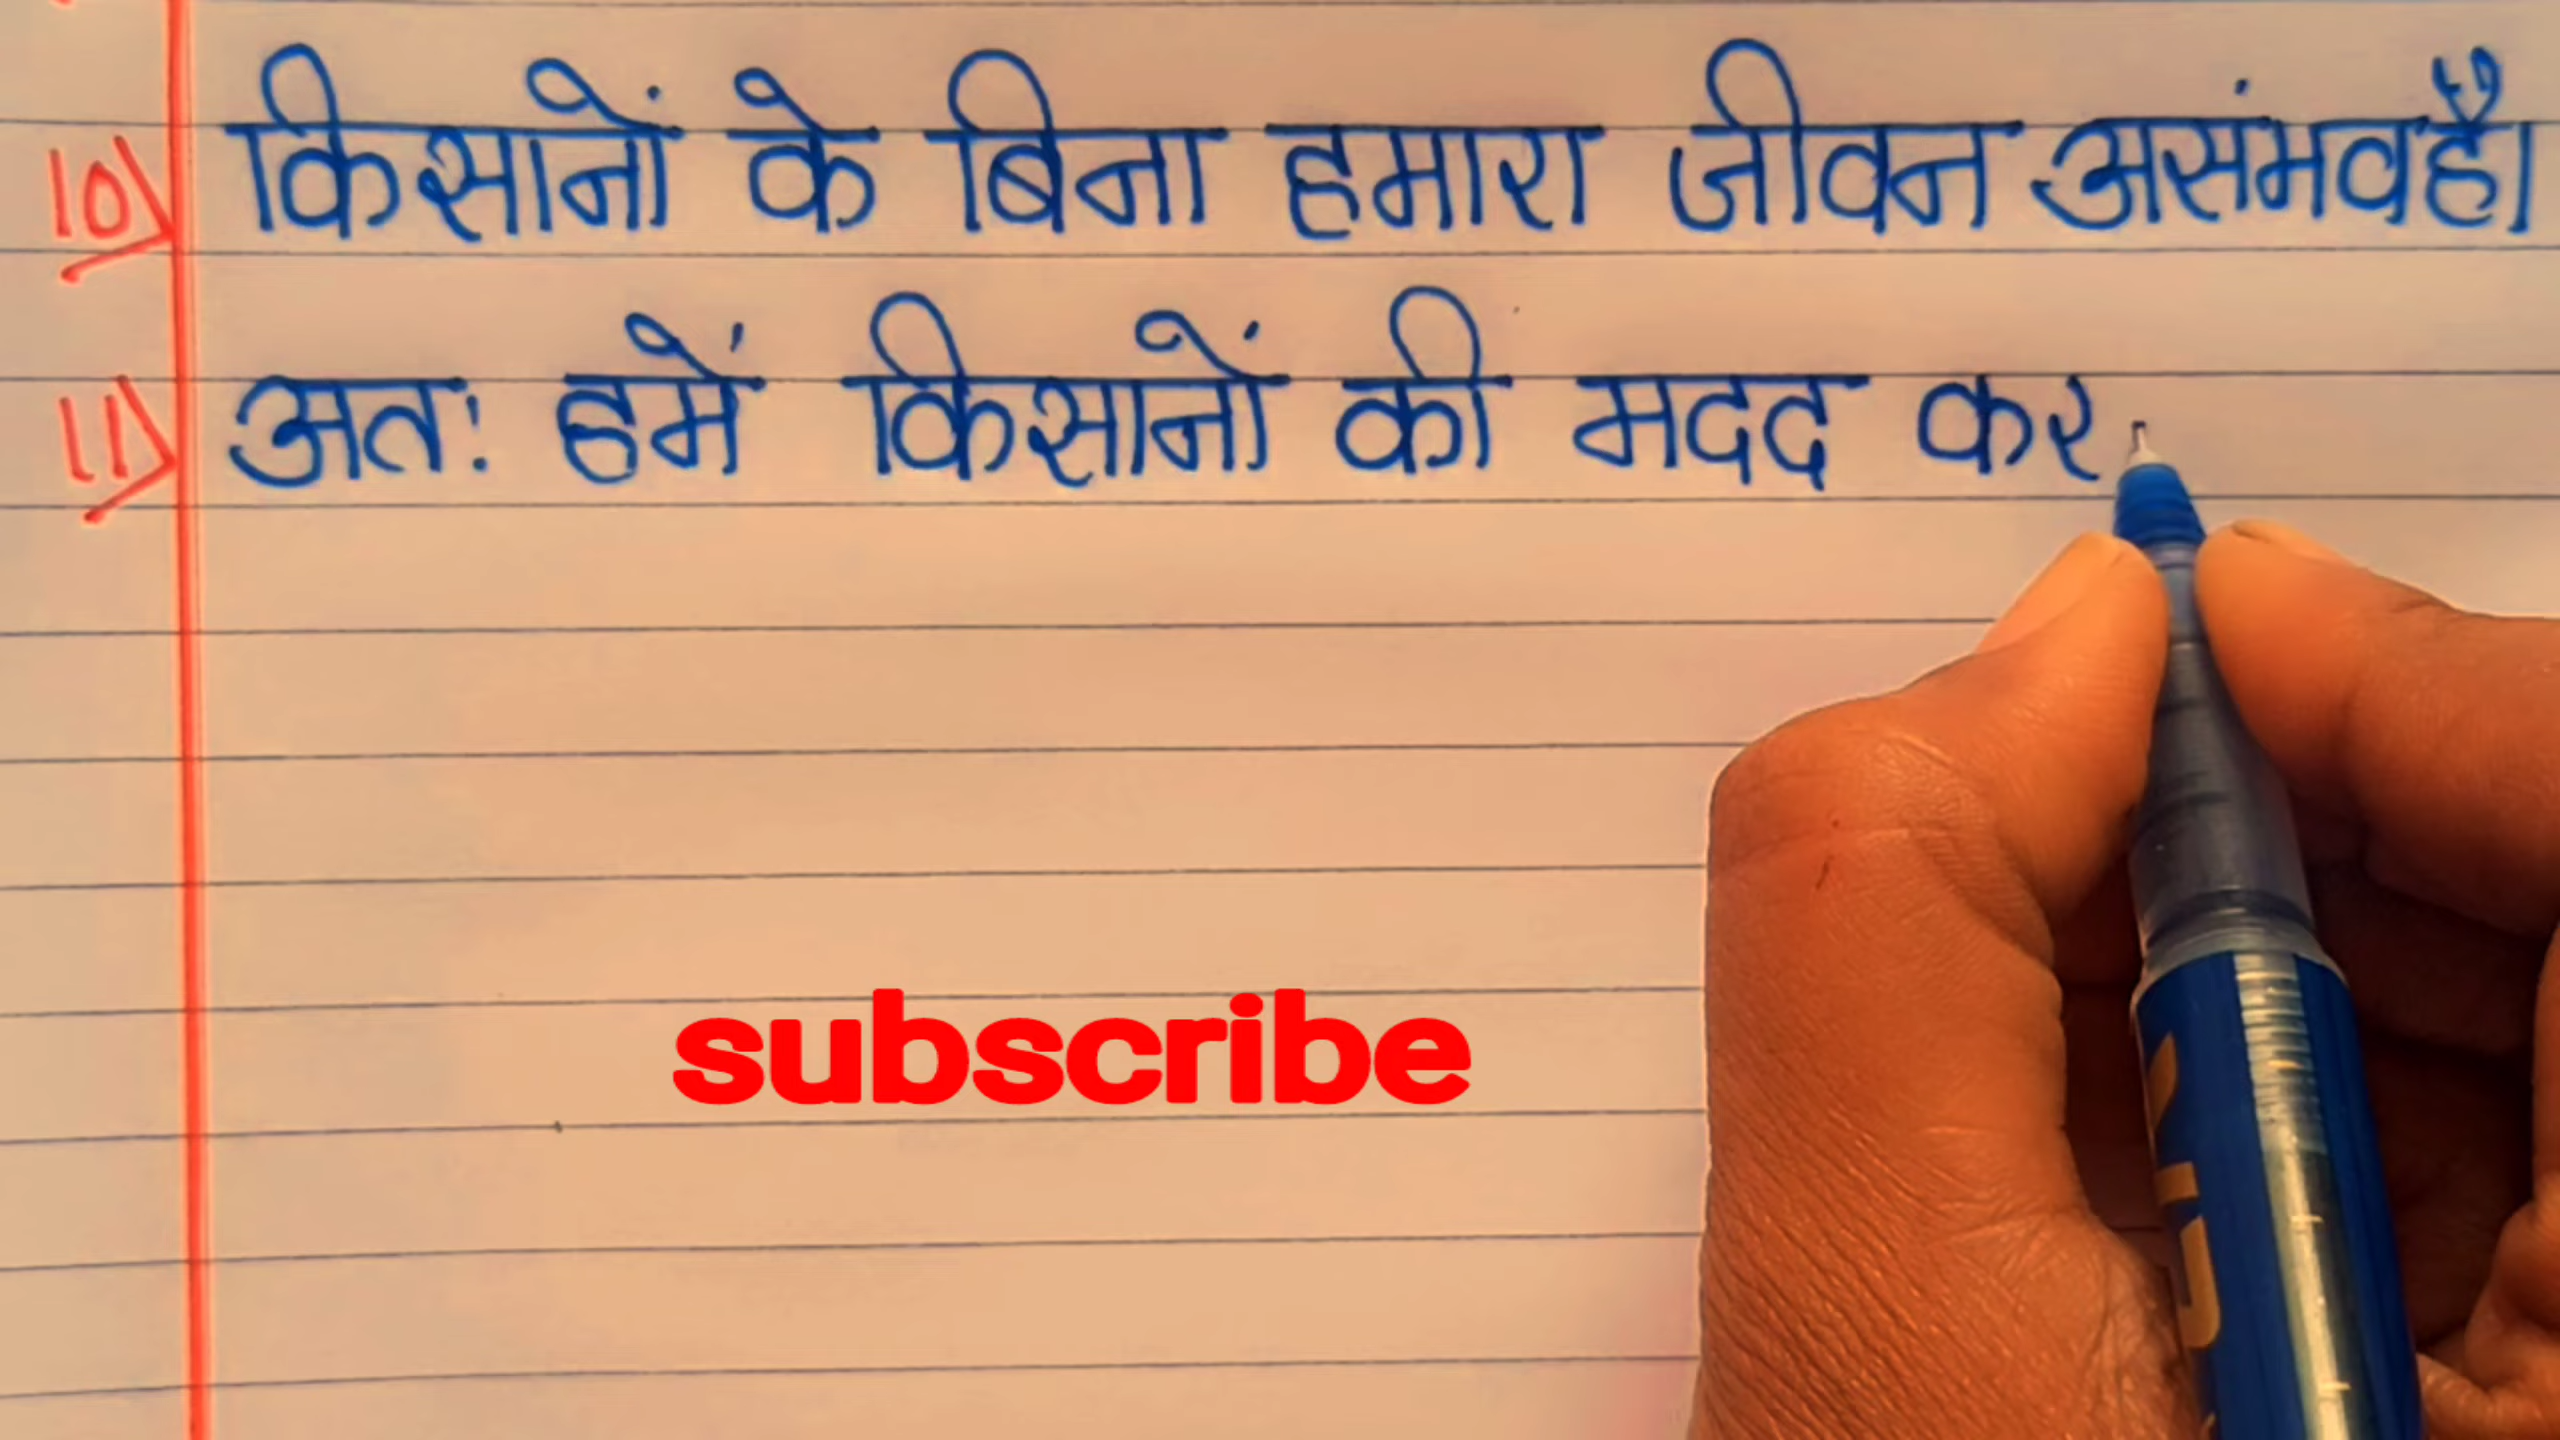 10) किसानों के बिना हमारा जीवन असंभव है।
11) अतः हमें किसानों की मदद कर
subscribe